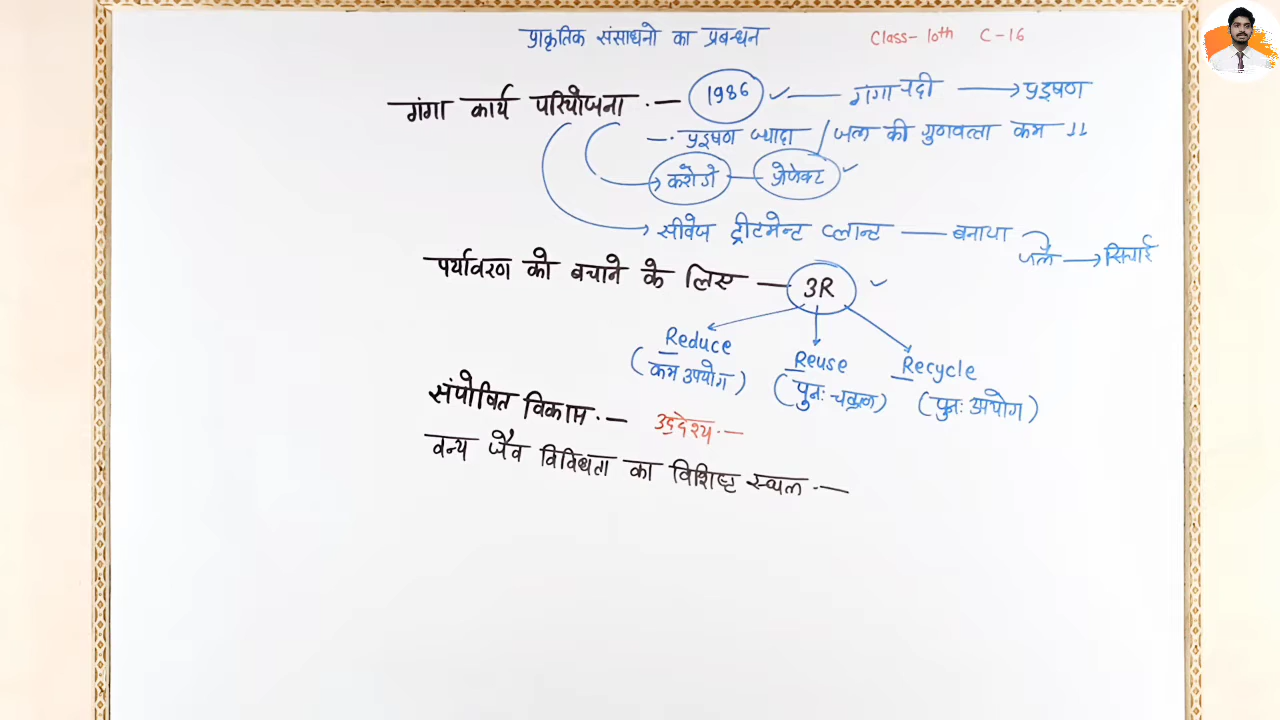 प्राकृतिक संसाधनो का प्रबन्धन
Class- 10th C-16
गंगा कार्य परियोजना :— 1986 ✓ — गंगा नदी → प्रदूषण
—. प्रदूषण ज्यादा / जल की गुणवत्ता कम ↓↓
→ करोडो — प्रोजेक्ट ✓
→ सीवेज ट्रीटमेन्ट प्लान्ट — बनाया
जल → सिचाई
पर्यावरण को बचाने के लिए — 3R ✓
Reduce
(कम उपयोग)
Reuse
(पुनः चक्रण)
Recycle
(पुनः उपयोग)
संपोषित विकास :— उद्देश्य :—
वन्य जैव विविधता का विशिष्ट स्थल :—